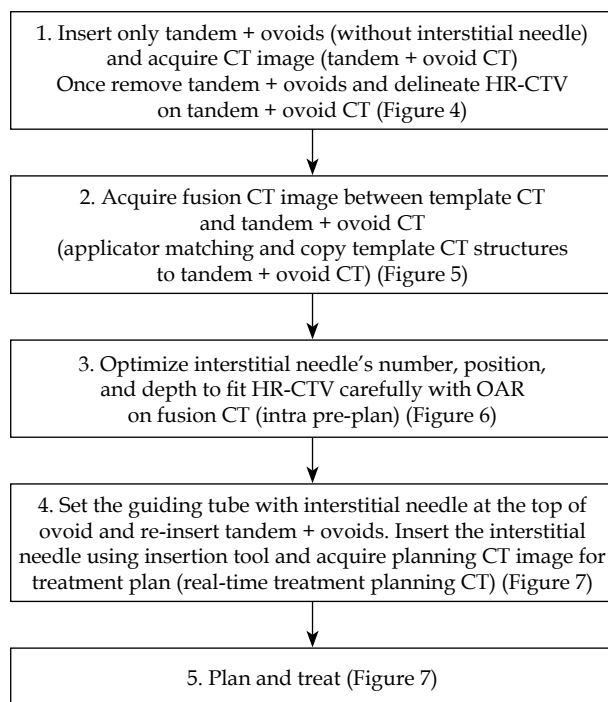 1. Insert only tandem + ovoids (without interstitial needle)
and acquire CT image (tandem + ovoid CT)
Once remove tandem + ovoids and delineate HR-CTV
on tandem + ovoid CT (Figure 4)
2. Acquire fusion CT image between template CT
and tandem + ovoid CT
(applicator matching and copy template CT structures
to tandem + ovoid CT) (Figure 5)
3. Optimize interstitial needle's number, position,
and depth to fit HR-CTV carefully with OAR
on fusion CT (intra pre-plan) (Figure 6)
4. Set the guiding tube with interstitial needle at the top of
ovoid and re-insert tandem + ovoids. Insert the interstitial
needle using insertion tool and acquire planning CT image for
treatment plan (real-time treatment planning CT) (Figure 7)
5. Plan and treat (Figure 7)